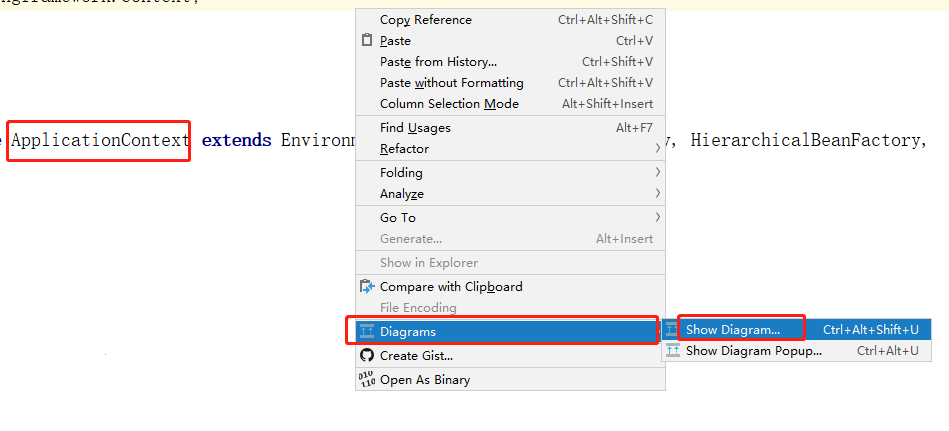 Copy Reference Ctrl+Alt+Shift+C
Paste Ctrl+V
Paste from History... Ctrl+Shift+V
Paste without Formatting Ctrl+Alt+Shift+V
Column Selection Mode Alt+Shift+Insert
Find Usages Alt+F7
ApplicationContext extends HierarchicalBeanFactory,
Refactor
Folding
Analyze
Go To
Generate... Alt+Insert
Show in Explorer
Compare with Clipboard
File Encoding
Diagrams
Show Diagram... Ctrl+Alt+Shift+U
Create Gist...
Show Diagram Popup... Ctrl+Alt+U
Open As Binary